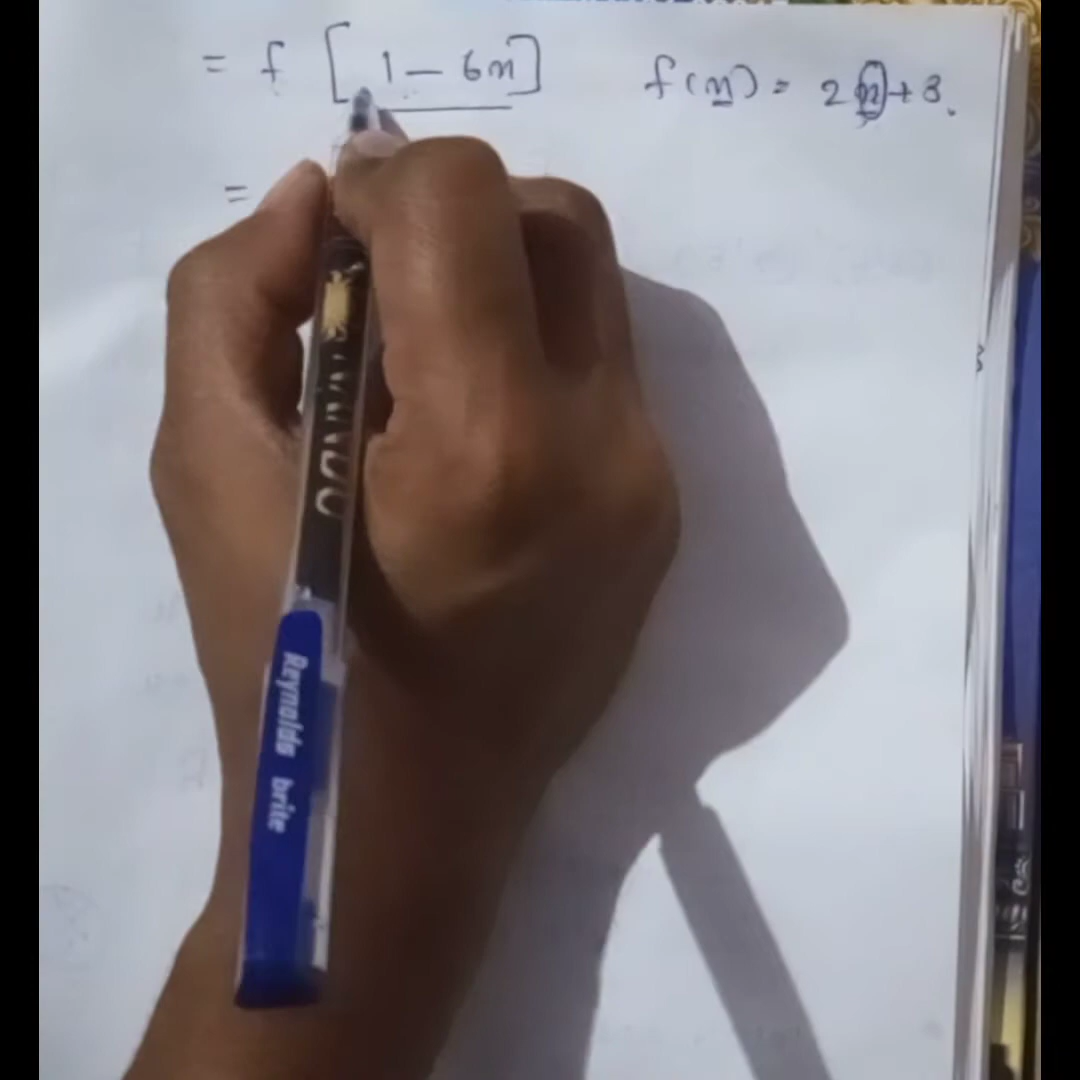 = f [ 1 - 6x ] f(x) = 2x + 3.
=
Reynolds brite